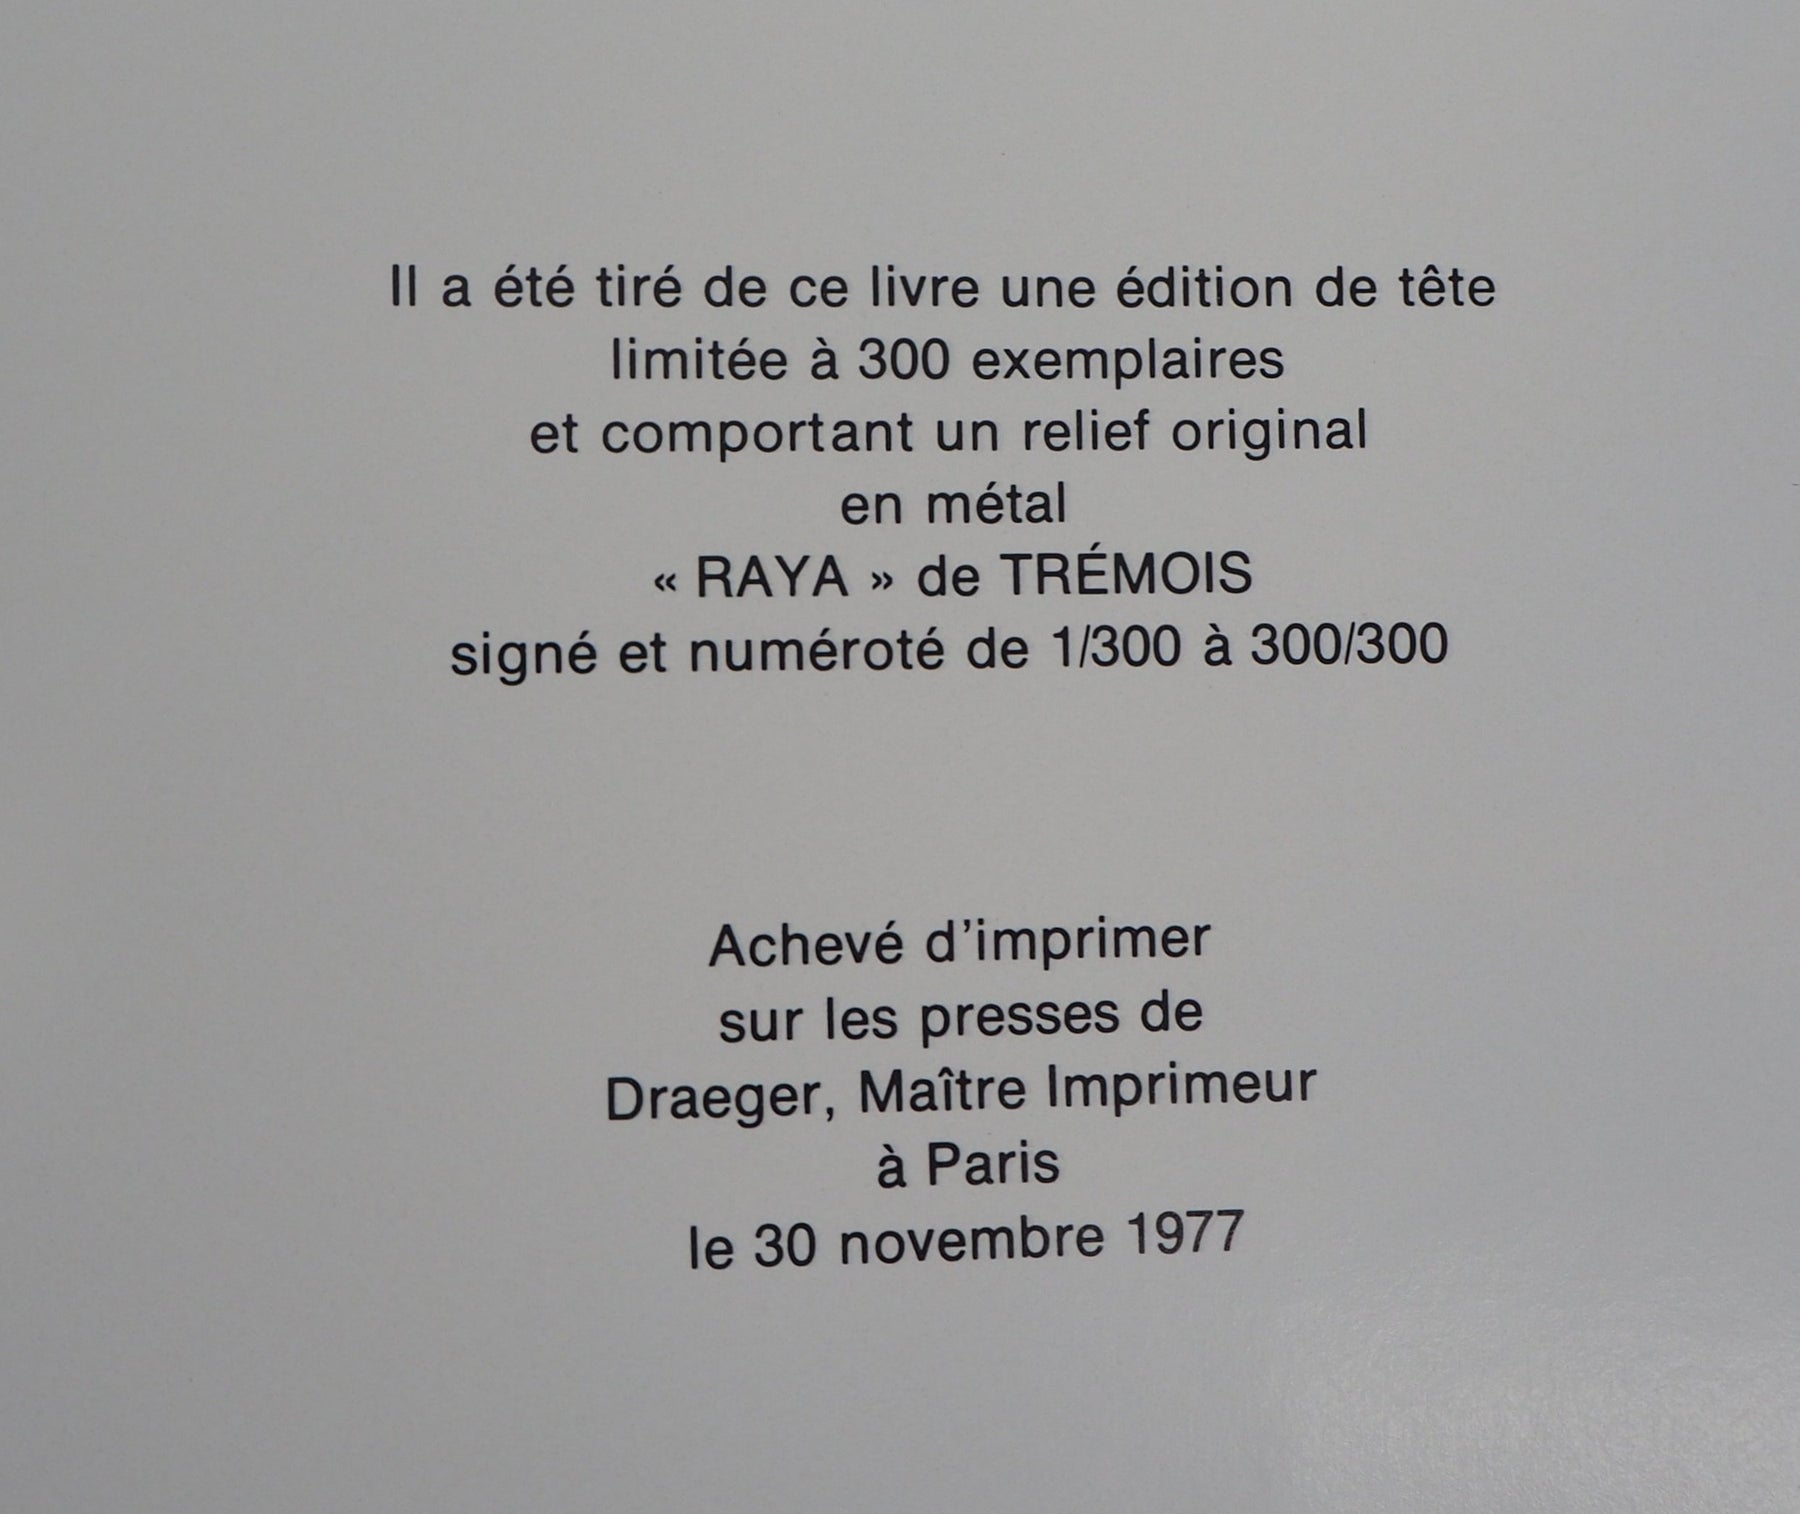 Il a été tiré de ce livre une édition de tête
limitée à 300 exemplaires
et comportant un relief original
en métal
« RAYA » de TRÉMOIS
signé et numéroté de 1/300 à 300/300
Achevé d'imprimer
sur les presses de
Draeger, Maître Imprimeur
à Paris
le 30 novembre 1977